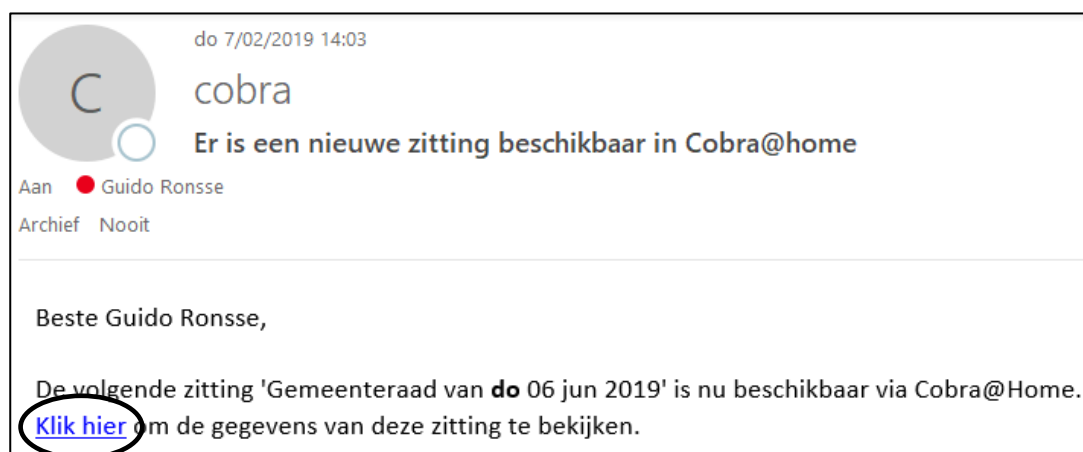 do 7/02/2019 14:03
C
cobra
Er is een nieuwe zitting beschikbaar in Cobra@home
Aan Guido Ronsse
Archief Nooit
Beste Guido Ronsse,
De volgende zitting 'Gemeenteraad van do 06 jun 2019' is nu beschikbaar via Cobra@Home.
Klik hier om de gegevens van deze zitting te bekijken.